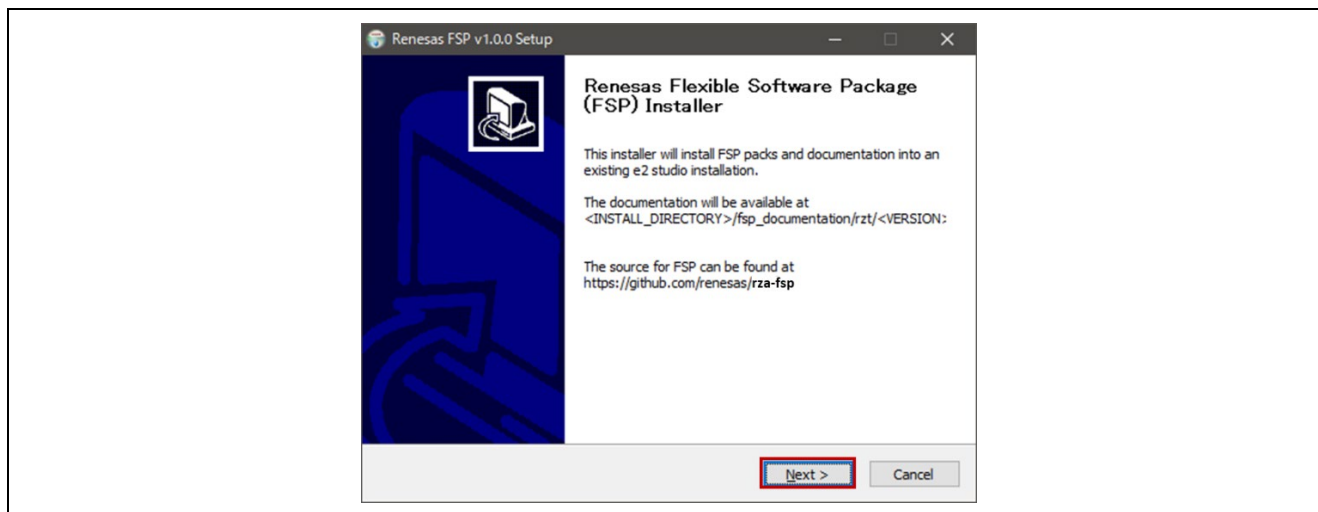 Renesas FSP v1.0.0 Setup
Renesas Flexible Software Package
(FSP) Installer
This installer will install FSP packs and documentation into an
existing e2 studio installation.
The documentation will be available at
<INSTALL_DIRECTORY>/fsp_documentation/rzt/<VERSION>
The source for FSP can be found at
https://github.com/renesas/rza-fsp
Next >
Cancel